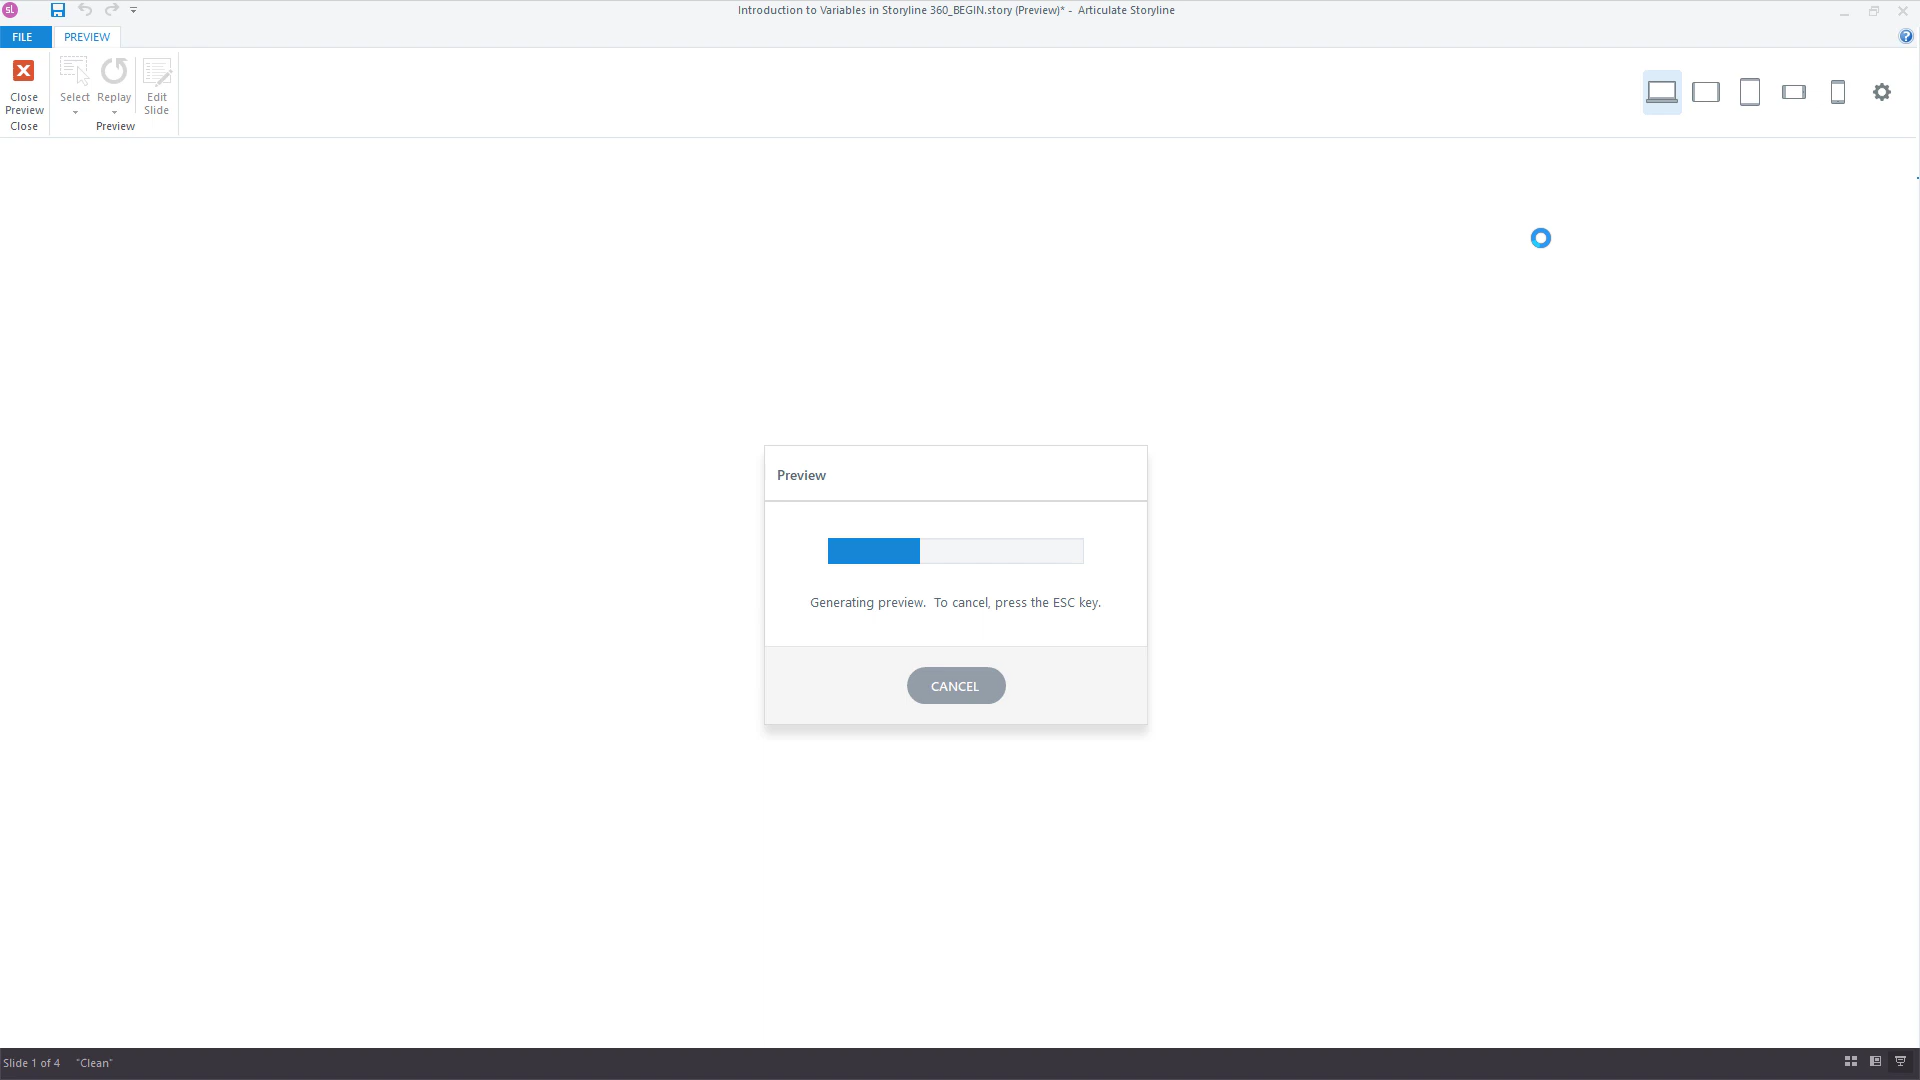 sl
Introduction to Variables in Storyline 360_BEGIN.story (Preview)* - Articulate Storyline
FILE
PREVIEW
?
Close
Preview
Select
Replay
Edit
Slide
Close
Preview
Preview
Generating preview. To cancel, press the ESC key.
CANCEL
Slide 1 of 4
"Clean"